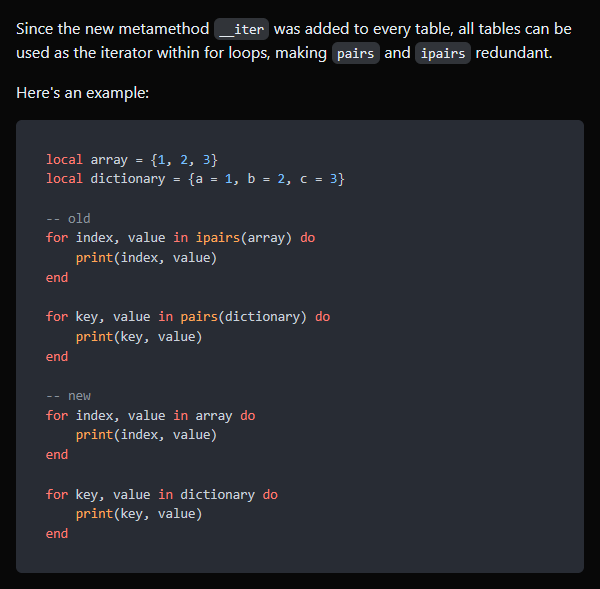 Since the new metamethod __iter was added to every table, all tables can be
used as the iterator within for loops, making pairs and ipairs redundant.
Here's an example:
local array = {1, 2, 3}
local dictionary = {a = 1, b = 2, c = 3}
-- old
for index, value in ipairs(array) do
    print(index, value)
end
for key, value in pairs(dictionary) do
    print(key, value)
end
-- new
for index, value in array do
    print(index, value)
end
for key, value in dictionary do
    print(key, value)
end